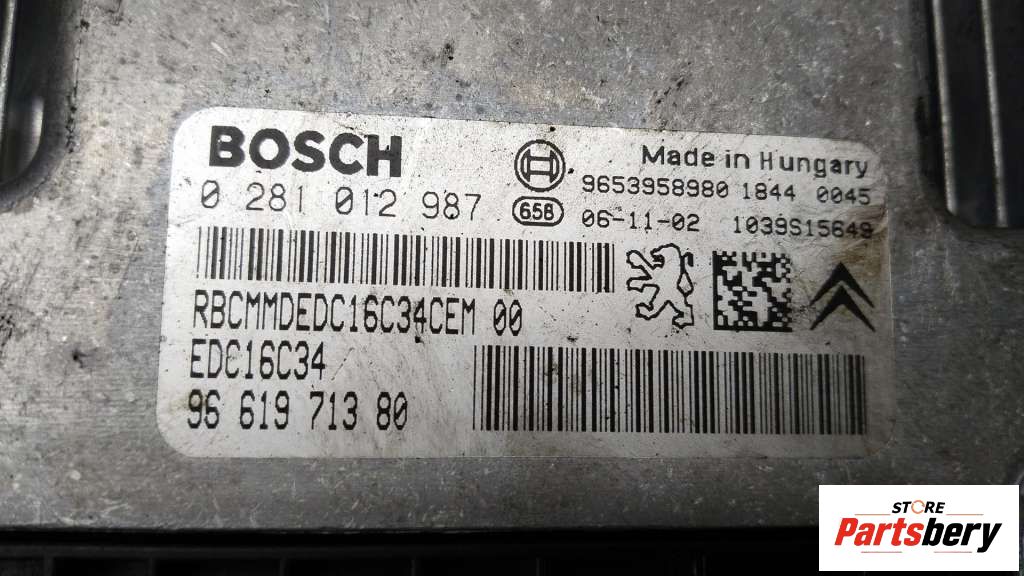 BOSCH
Made in Hungary
0 281 012 987
9653958980 1844 0045
65B
06-11-02 1039S15649
RBCMMDEDC16C34CEM 00
EDC16C34
96 619 713 80
STORE
Partsbery